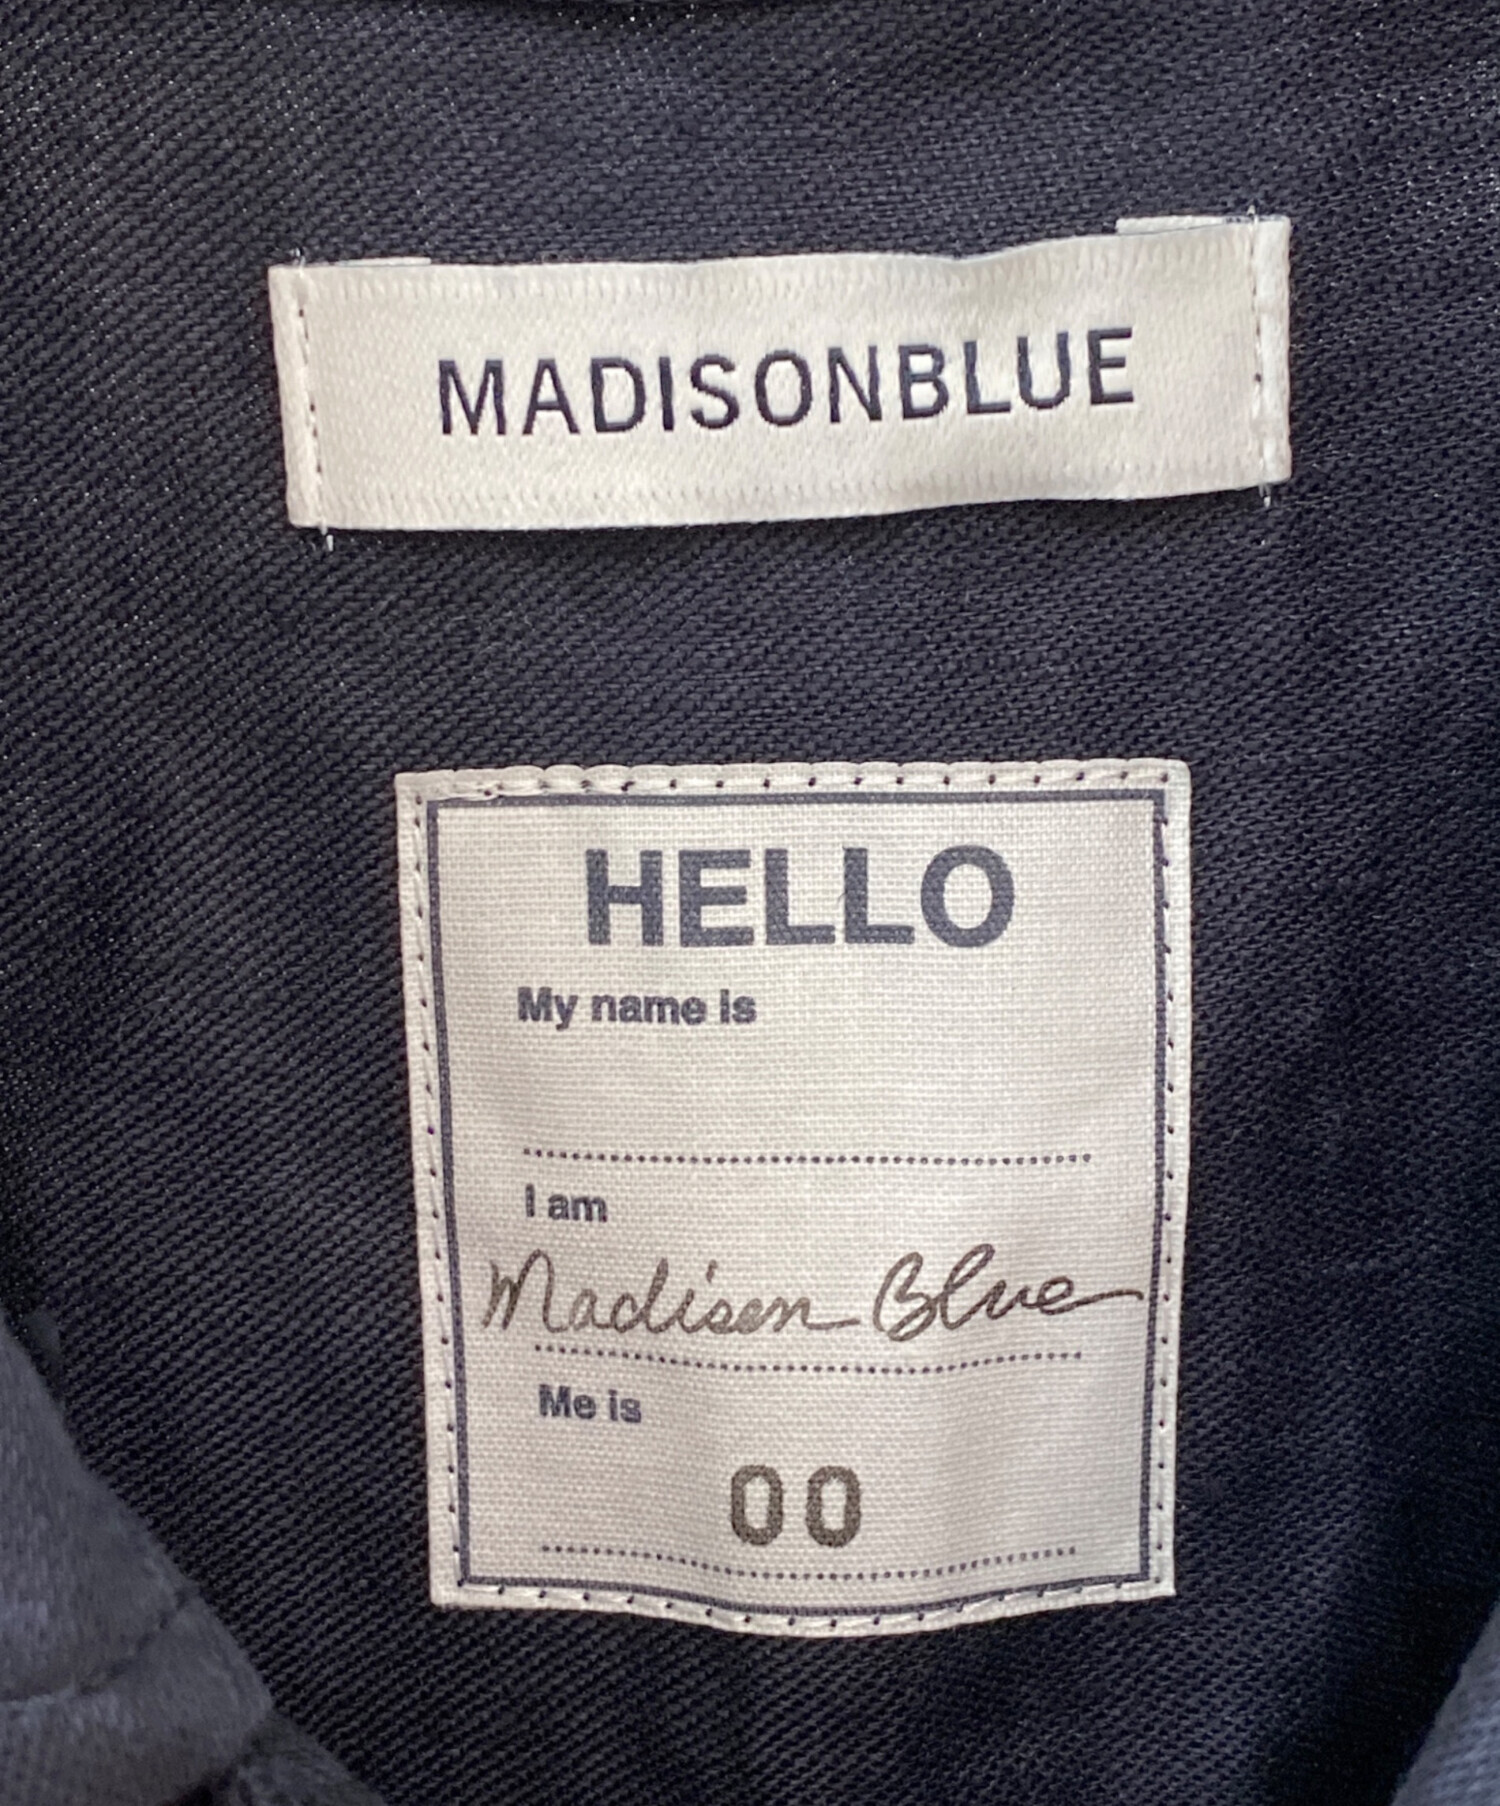 MADISONBLUE
HELLO
My name is
I am
Madison Blue
Me is
00